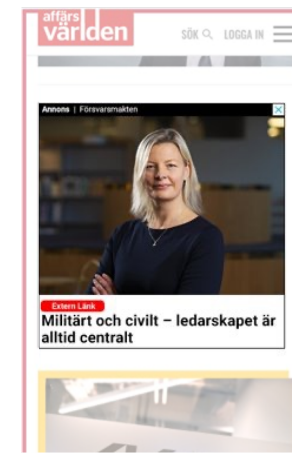 affärs
världen
SÖK
LOGGA IN
Annons | Försvarsmakten
Extern Länk
Militärt och civilt – ledarskapet är
alltid centralt